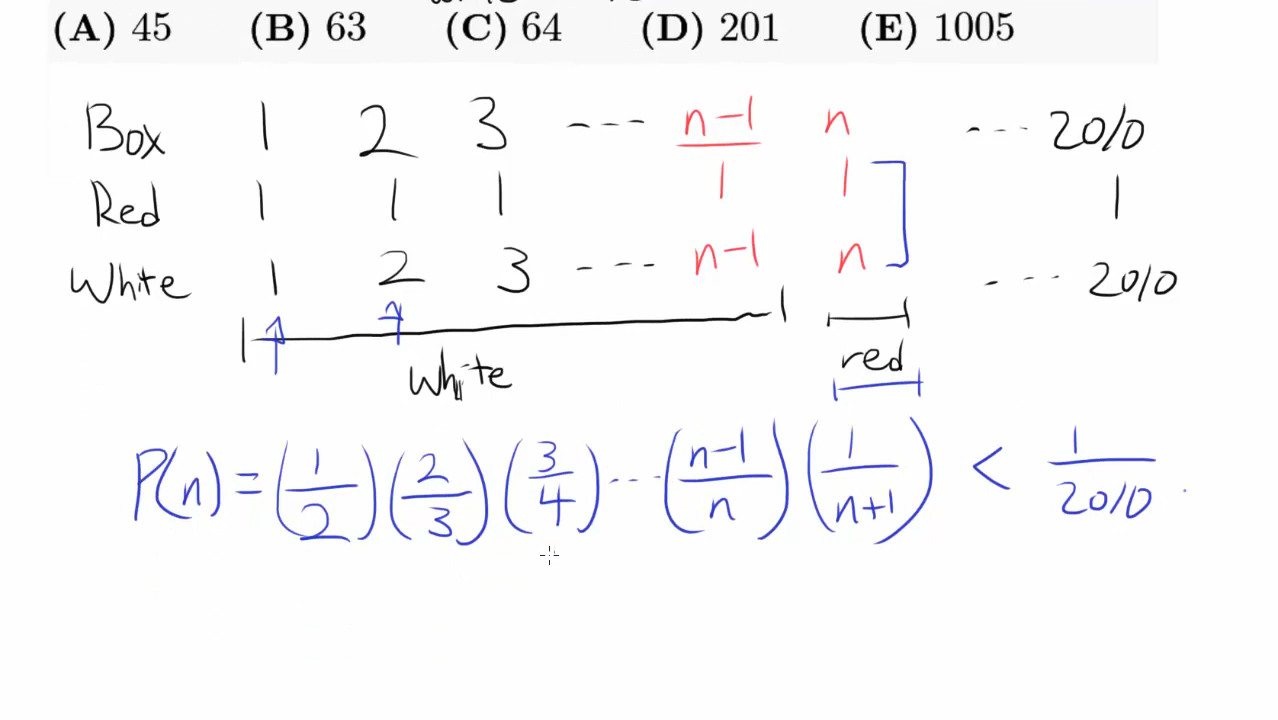 (A) 45 (B) 63 (C) 64 (D) 201 (E) 1005
Box 1 2 3 --- n-1 n --- 2010
Red 1 1 1 1 1 1
White 1 2 3 --- n-1 n --- 2010
White red
P(n) = (1/2)(2/3)(3/4)---((n-1)/n)(1/(n+1)) < 1/2010